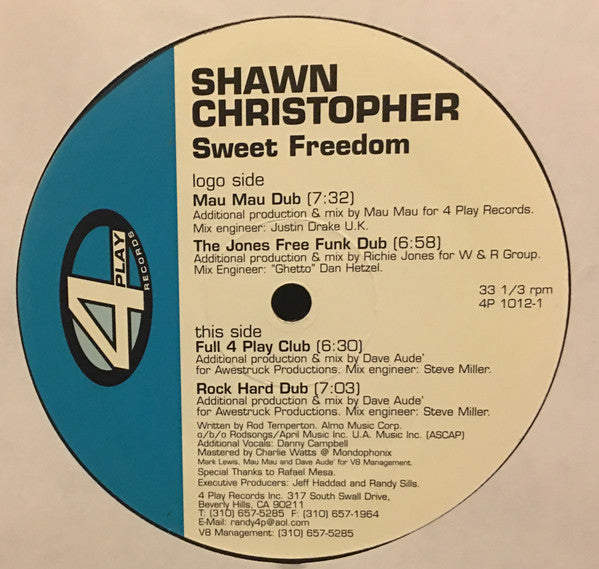 4
PLAY
RECORDS
SHAWN
CHRISTOPHER
Sweet Freedom
logo side
Mau Mau Dub (7:32)
Additional production & mix by Mau Mau for 4 Play Records.
Mix engineer: Justin Drake U.K.
The Jones Free Funk Dub (6:58)
Additional production & mix by Richie Jones for W & R Group.
Mix Engineer: "Ghetto" Dan Hetzel.
33 1/3 rpm
4P 1012-1
this side
Full 4 Play Club (6:30)
Additional production & mix by Dave Aude'
for Awestruck Productions. Mix engineer: Steve Miller.
Rock Hard Dub (7:03)
Additional production & mix by Dave Aude'
for Awestruck Productions. Mix engineer: Steve Miller.
Written by Rod Temperton. Almo Music Corp.
o/b/o Rodsongs/April Music Inc. U.A. Music Inc. (ASCAP)
Additional Vocals: Danny Campbell
Mastered by Charlie Watts @ Mondophonix
Mark Lewis, Mau Mau and Dave Aude' for V8 Management.
Special Thanks to Rafael Mesa.
Executive Producers: Jeff Haddad and Randy Sills.
4 Play Records Inc. 317 South Swall Drive,
Beverly Hills, CA 90211
T: (310) 657-5285 F: (310) 657-1964
E-Mail: randy4p@aol.com
V8 Management: (310) 657-5285